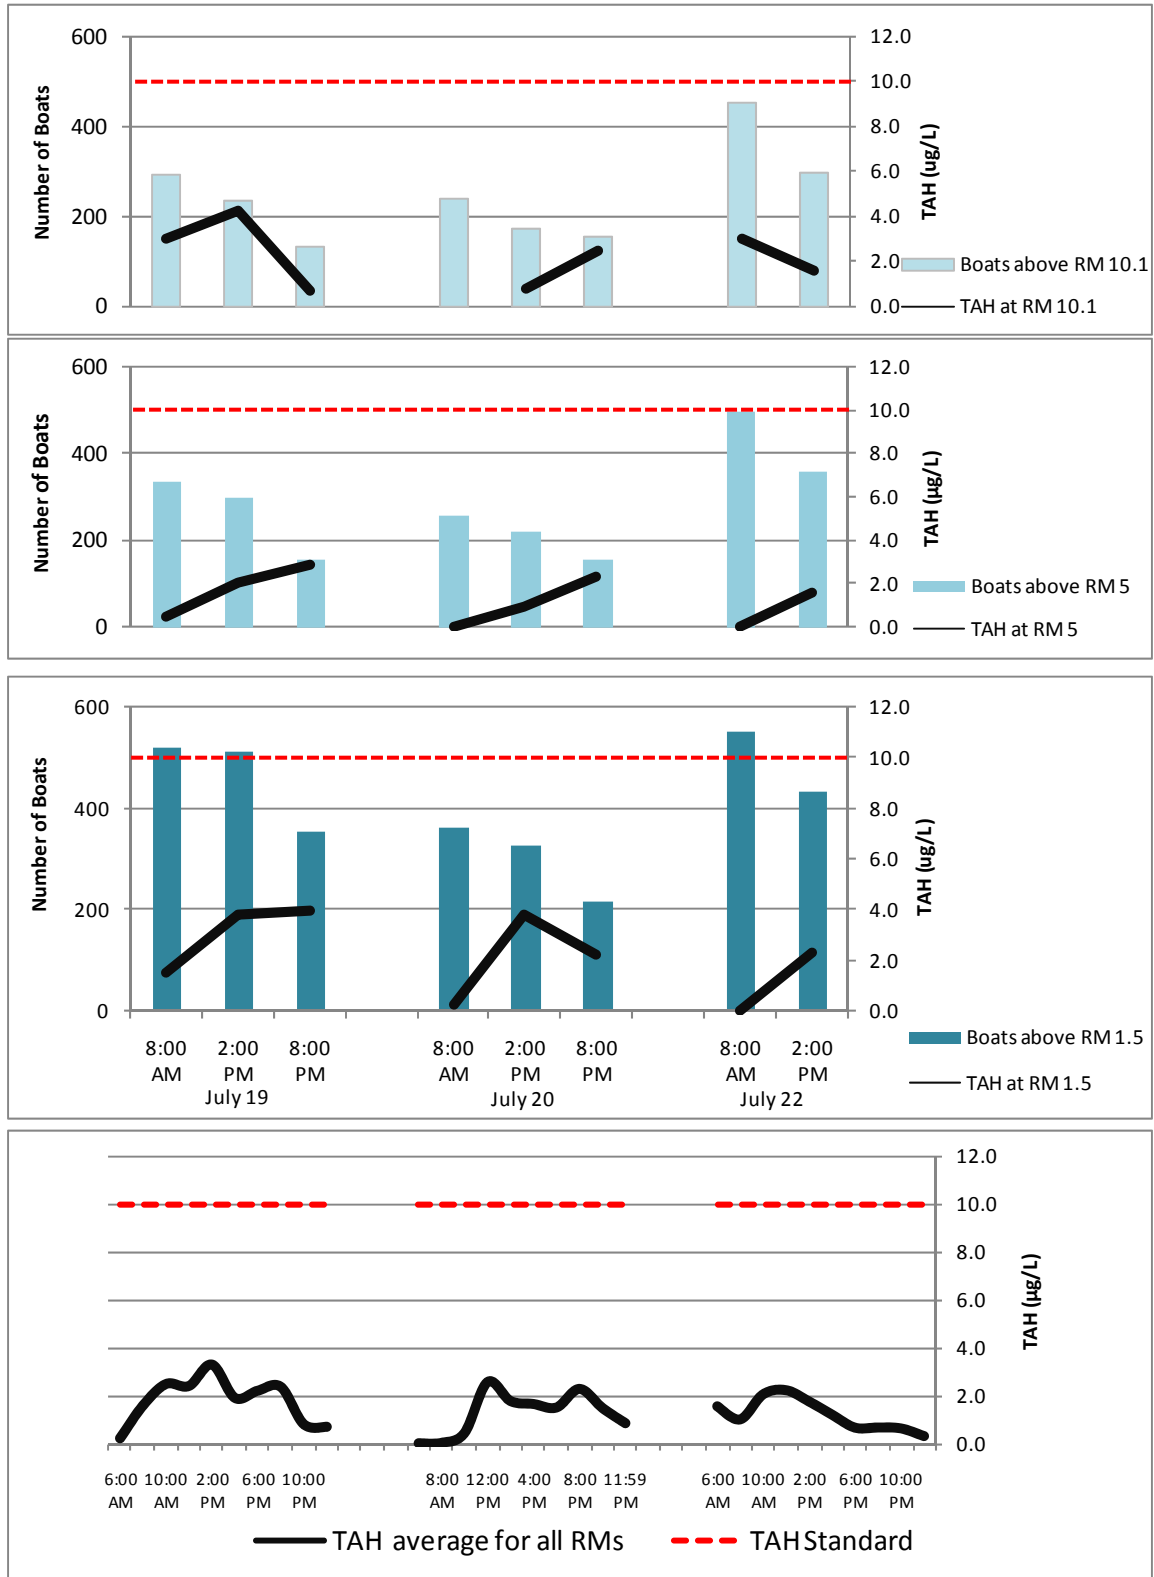 600
400
200
0
Number of Boats
12.0
10.0
8.0
6.0
4.0
2.0
0.0
TAH (ug/L)
Boats above RM 10.1
TAH at RM 10.1
600
400
200
0
Number of Boats
12.0
10.0
8.0
6.0
4.0
2.0
0.0
TAH (µg/L)
Boats above RM 5
TAH at RM 5
600
400
200
0
Number of Boats
12.0
10.0
8.0
6.0
4.0
2.0
0.0
TAH (ug/L)
Boats above RM 1.5
TAH at RM 1.5
8:00 2:00 8:00 8:00 2:00 8:00 8:00 2:00
AM PM PM AM PM PM AM PM
July 19 July 20 July 22
12.0
10.0
8.0
6.0
4.0
2.0
0.0
TAH (µg/L)
6:00 10:00 2:00 6:00 10:00 8:00 12:00 4:00 8:00 11:59 6:00 10:00 2:00 6:00 10:00
AM AM PM PM PM AM PM PM PM PM AM AM PM PM PM
TAH average for all RMs TAH Standard